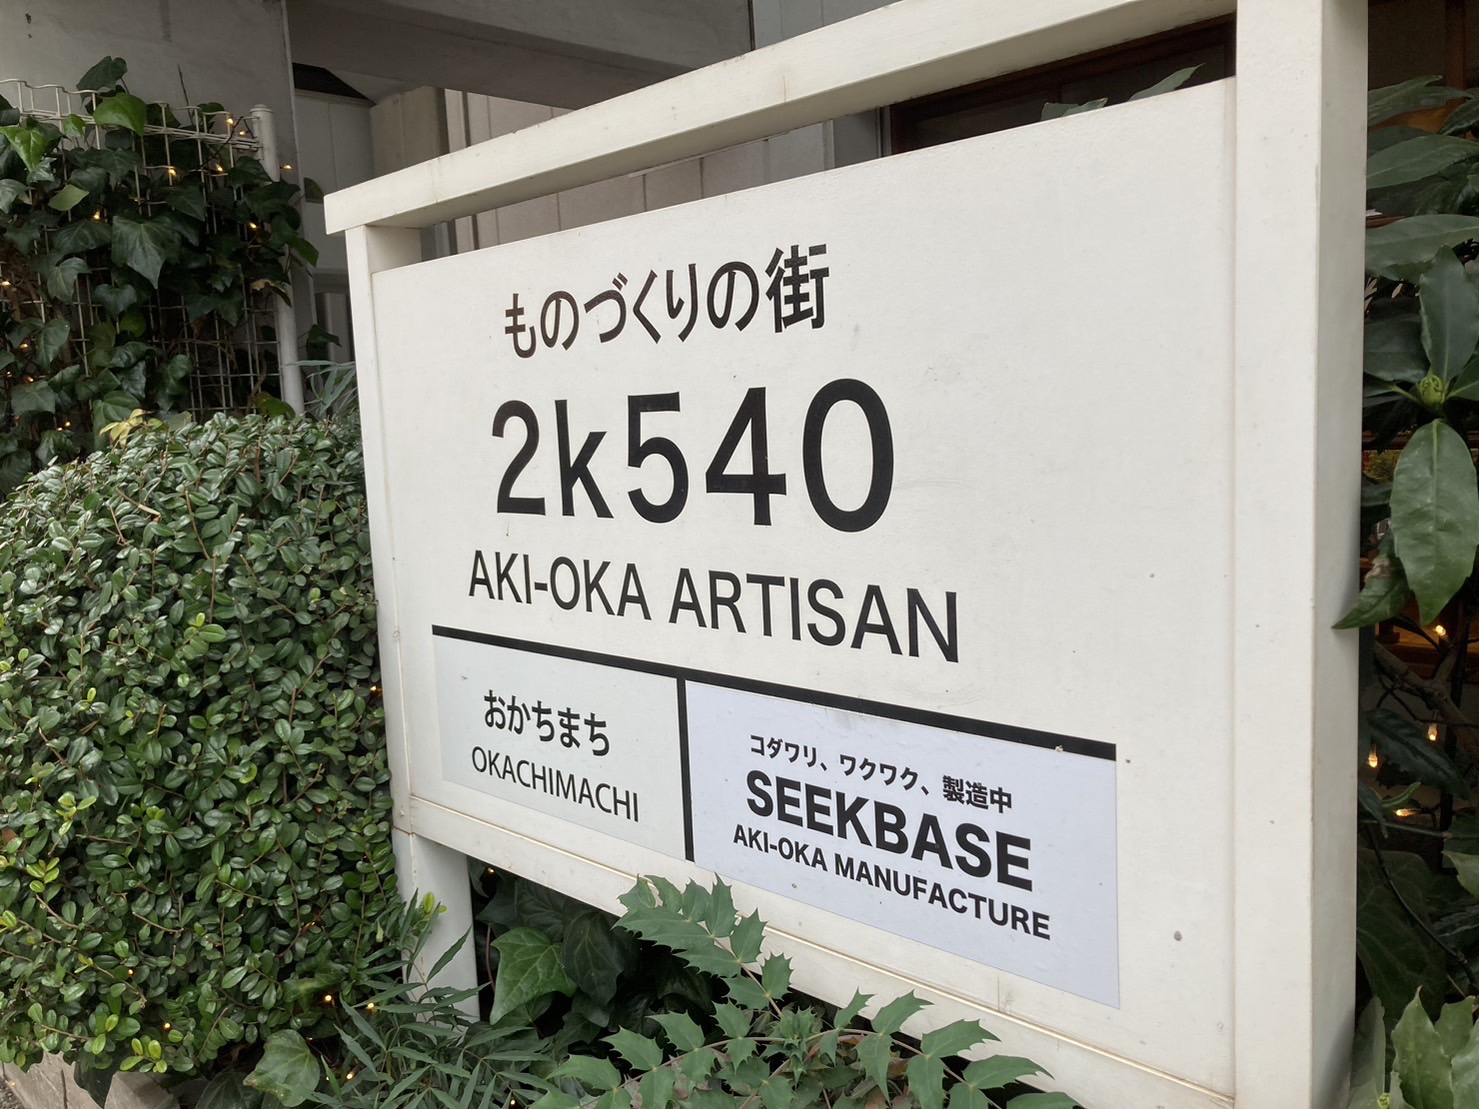 ものづくりの街
2k540
AKI-OKA ARTISAN
おかちまち
OKACHIMACHI
コダワリ、ワクワク、製造中
SEEKBASE
AKI-OKA MANUFACTURE